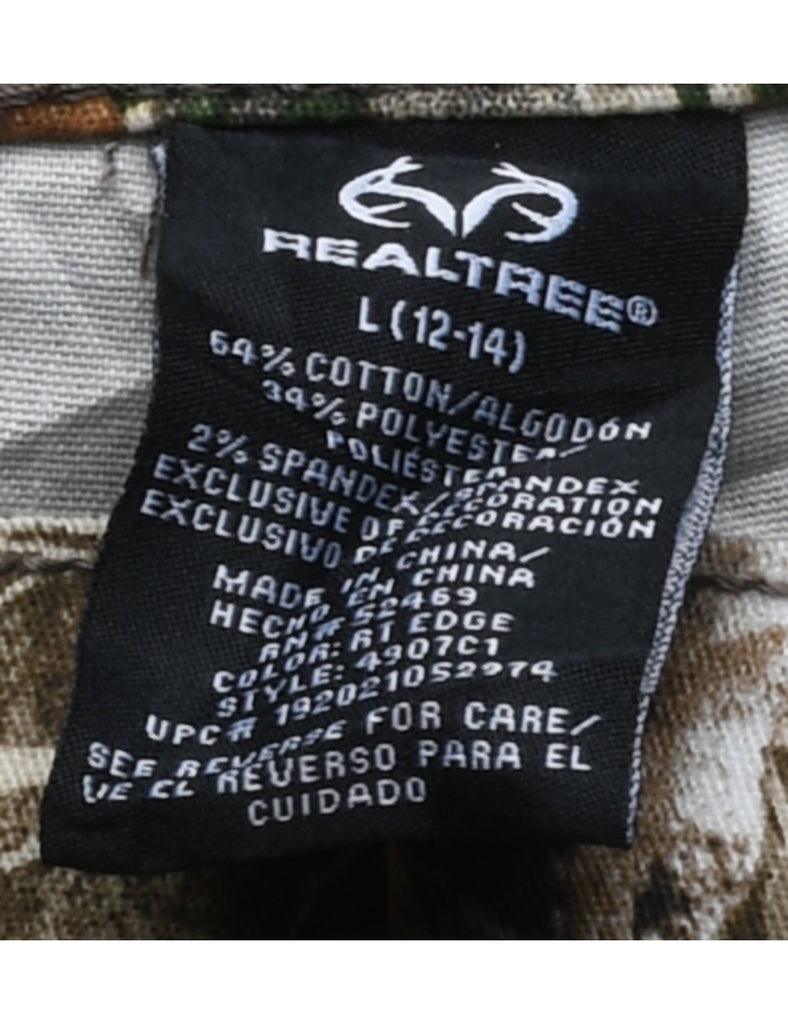 REALTREE®
L (12-14)
64% COTTON/ALGODÓN
34% POLYESTER/
POLIÉSTER
2% SPANDEX/SPANDEX
EXCLUSIVE OF DECORATION
EXCLUSIVO DE DECORACIÓN
MADE IN CHINA/
HECHO EN CHINA
RN# 52469
COLOR: RT EDGE
STYLE: 4907C1
UPC# 192021052974
SEE REVERSE FOR CARE/
VE EL REVERSO PARA EL
CUIDADO